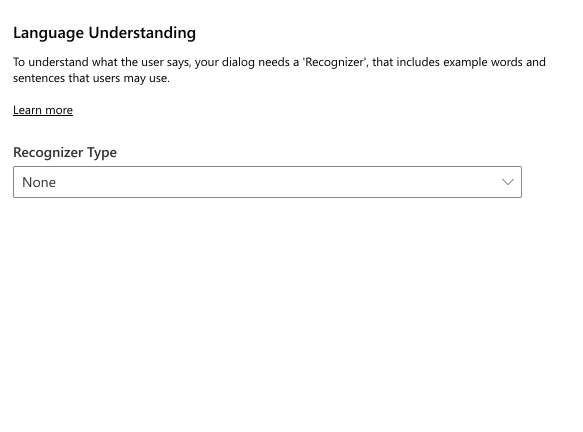 Language Understanding
To understand what the user says, your dialog needs a 'Recognizer', that includes example words and
sentences that users may use.
Learn more
Recognizer Type
None